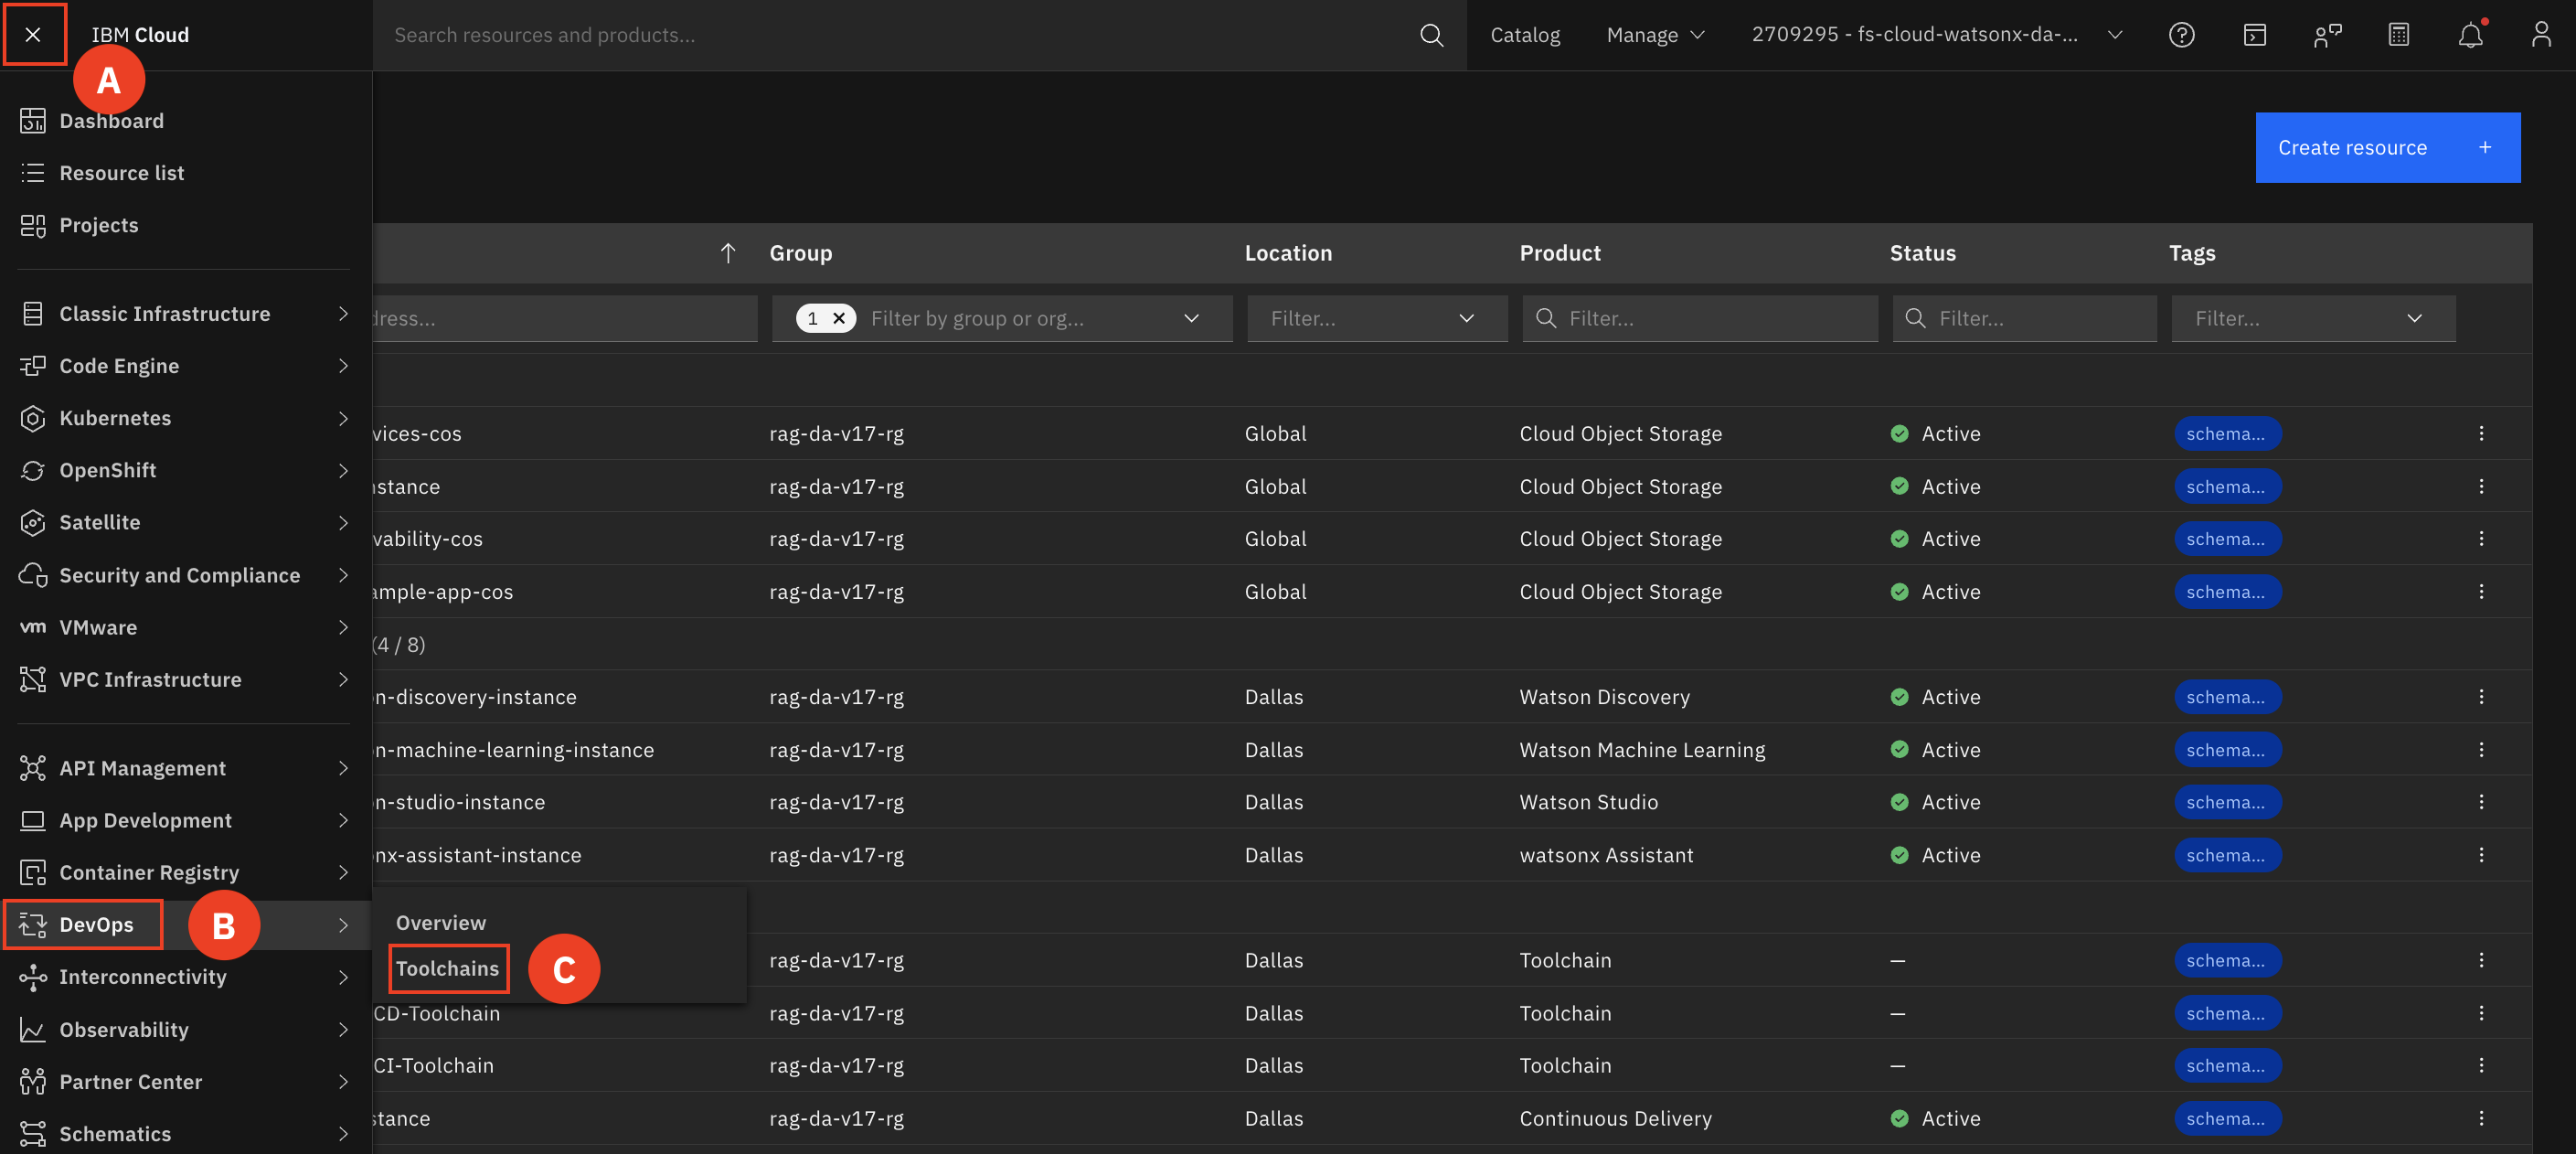 IBM Cloud
Search resources and products...
Catalog
Manage
2709295 - fs-cloud-watsonx-da-...
A
Dashboard
Resource list
Projects
Create resource +
Group
Location
Product
Status
Tags
dress...
1
Filter by group or org...
Filter...
Filter...
Filter...
Filter...
Classic Infrastructure
Code Engine
Kubernetes
OpenShift
Satellite
Security and Compliance
vm VMware
VPC Infrastructure
API Management
App Development
Container Registry
DevOps
B
Interconnectivity
Observability
Partner Center
Schematics
Overview
Toolchains
C
vices-cos rag-da-v17-rg Global Cloud Object Storage Active schema...
nstance rag-da-v17-rg Global Cloud Object Storage Active schema...
vability-cos rag-da-v17-rg Global Cloud Object Storage Active schema...
ample-app-cos rag-da-v17-rg Global Cloud Object Storage Active schema...
(4 / 8)
on-discovery-instance rag-da-v17-rg Dallas Watson Discovery Active schema...
on-machine-learning-instance rag-da-v17-rg Dallas Watson Machine Learning Active schema...
on-studio-instance rag-da-v17-rg Dallas Watson Studio Active schema...
onx-assistant-instance rag-da-v17-rg Dallas watsonx Assistant Active schema...
rag-da-v17-rg Dallas Toolchain — schema...
CD-Toolchain rag-da-v17-rg Dallas Toolchain — schema...
CI-Toolchain rag-da-v17-rg Dallas Toolchain — schema...
stance rag-da-v17-rg Dallas Continuous Delivery Active schema...